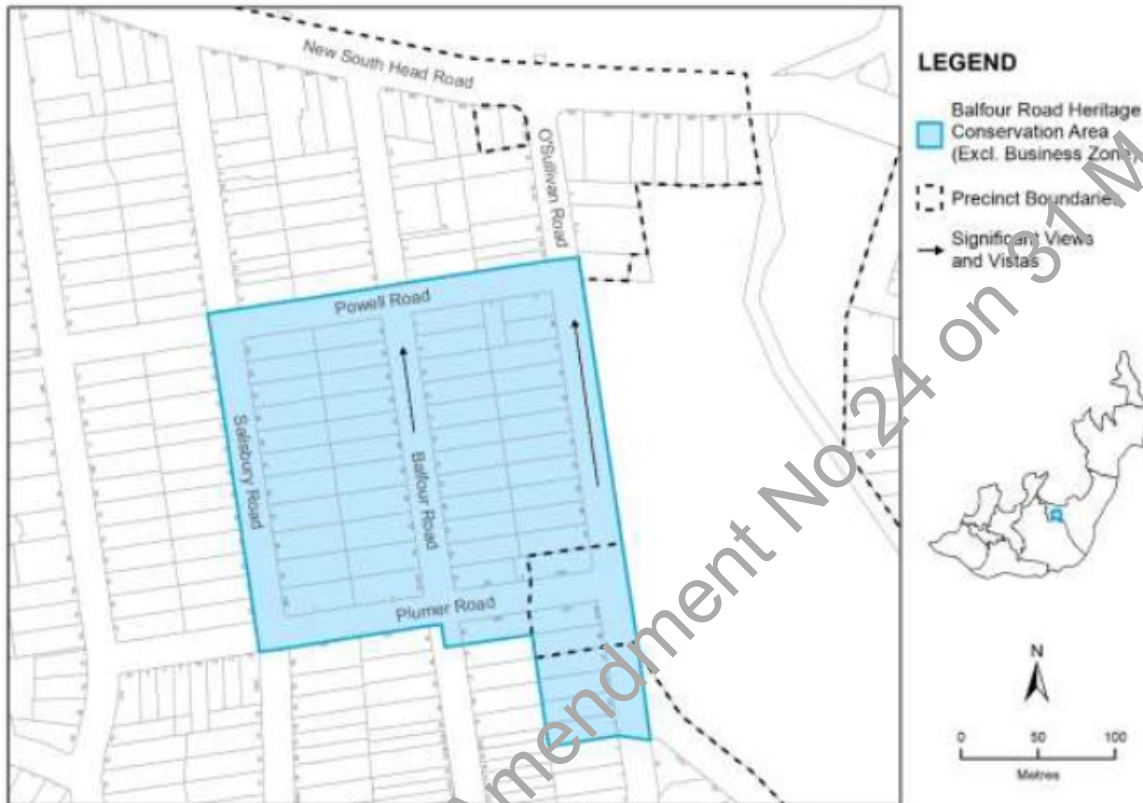 New South Head Road
O'Sullivan Road
Powell Road
Salisbury Road
Balfour Road
Plumer Road
LEGEND
Balfour Road Heritage
Conservation Area
(Excl. Business Zone)
Precinct Boundaries
Significant Views
and Vistas
N
0 50 100
Metres
Amendment No.24 on 31 M